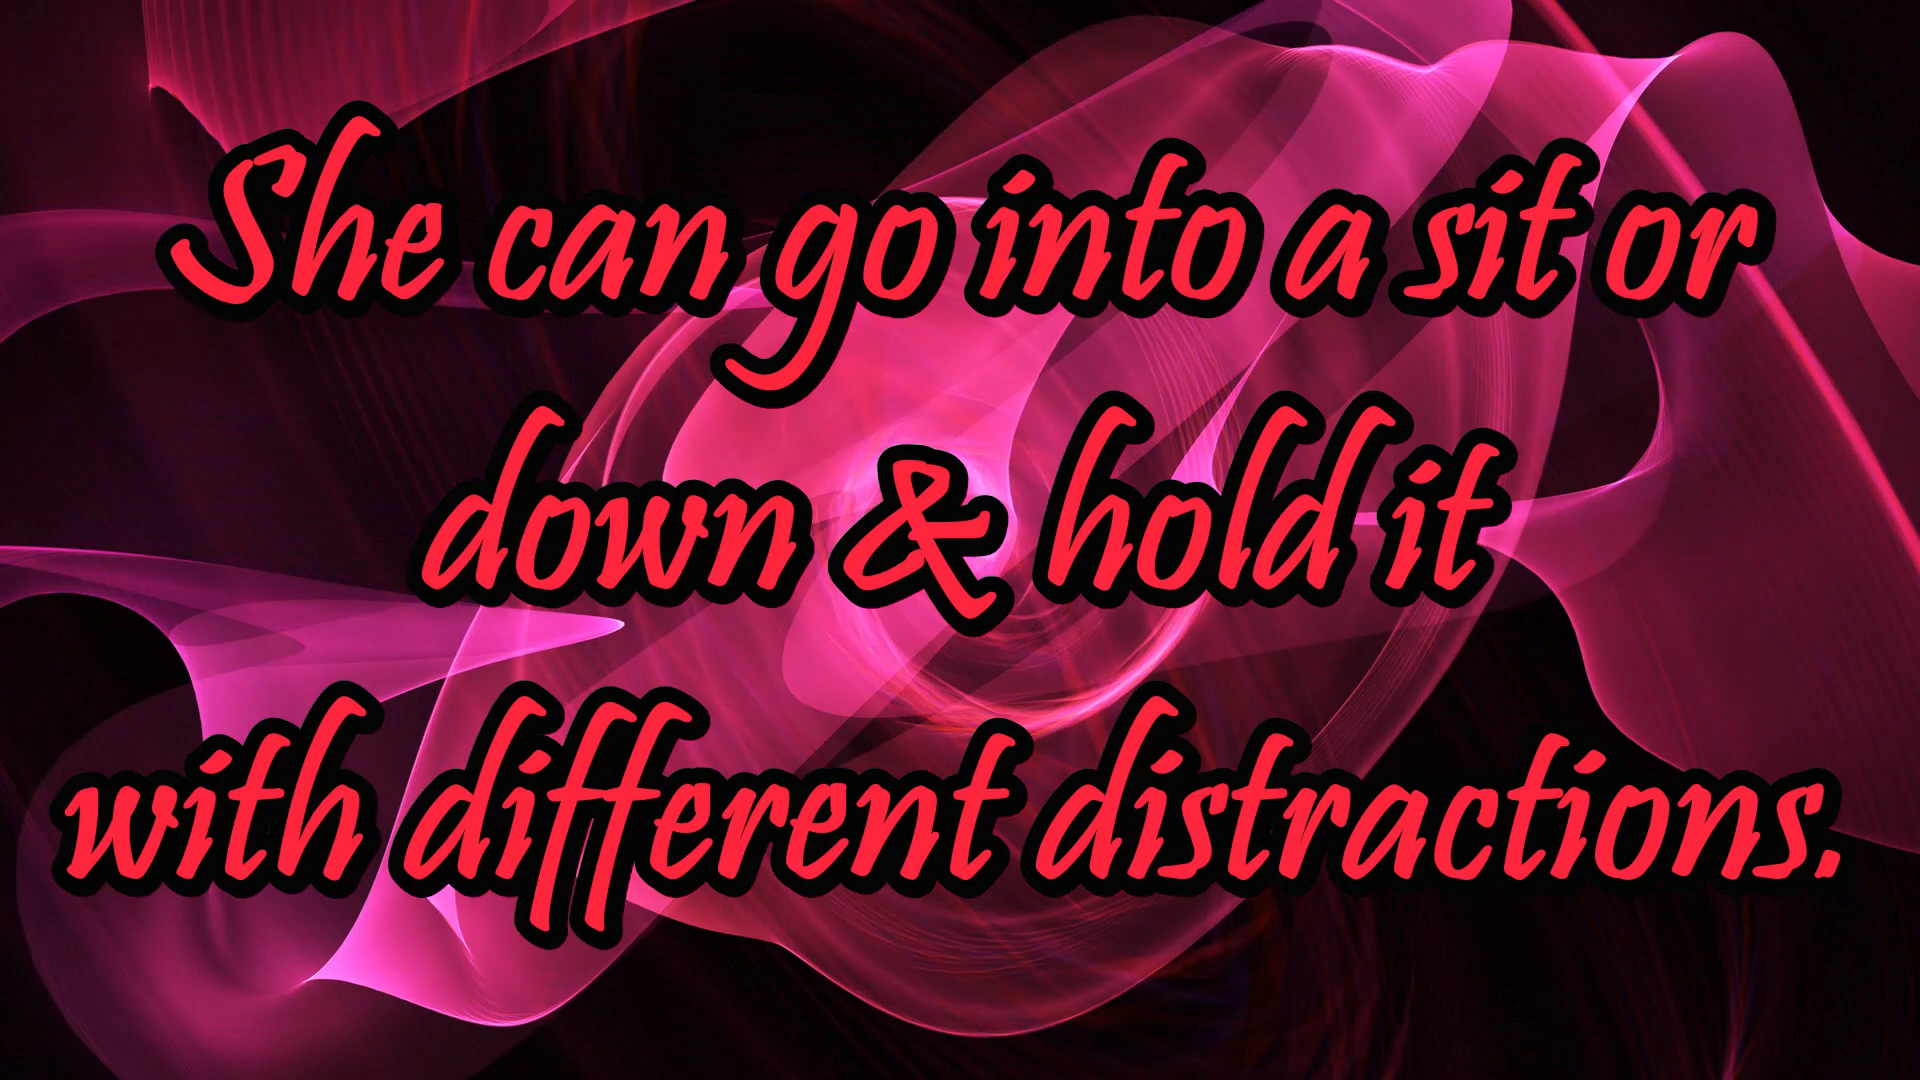 She can go into a sit or
down & hold it
with different distractions.